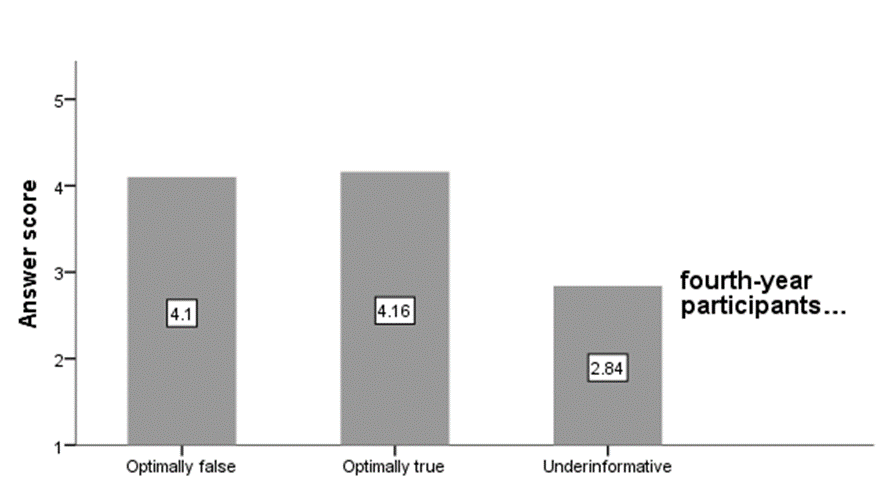 5
4
3
2
1
Answer score
4.1
4.16
2.84
fourth-year
participants...
Optimally false
Optimally true
Underinformative